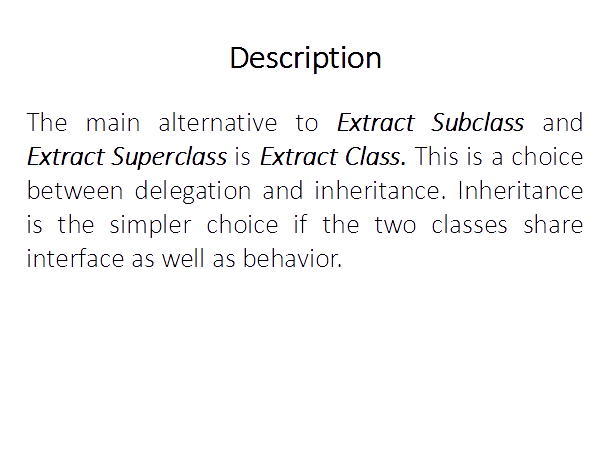 Description
The main alternative to Extract Subclass and
Extract Superclass is Extract Class. This is a choice
between delegation and inheritance. Inheritance
is the simpler choice if the two classes share
interface as well as behavior.